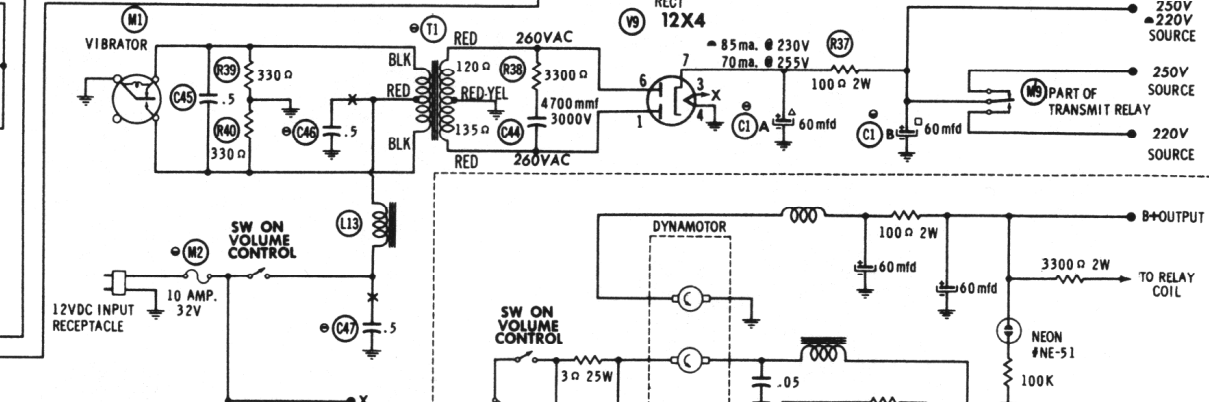 M1
VIBRATOR
C45
.5
R39
330Ω
R40
330Ω
⊖C46
.5
⊖T1
BLK
RED
BLK
RED
120Ω
RED-YEL
135Ω
RED
260VAC
R38
3300Ω
4700mmf
3000V
C44
260VAC
RECT
V9 12X4
6
1
7
3
X
4
85ma. @ 230V
70ma. @ 255V
R37
100Ω 2W
C1 A
60mfd
C1 B
60mfd
250V
220V
SOURCE
250V
SOURCE
M9 PART OF
TRANSMIT RELAY
220V
SOURCE
L13
SW ON
VOLUME
CONTROL
⊖M2
10 AMP.
32V
12VDC INPUT
RECEPTACLE
⊖C47
.5
X
DYNAMOTOR
SW ON
VOLUME
CONTROL
3Ω 25W
.05
100Ω 2W
60mfd
60mfd
B+OUTPUT
3300Ω 2W
TO RELAY
COIL
NEON
#NE-51
100K